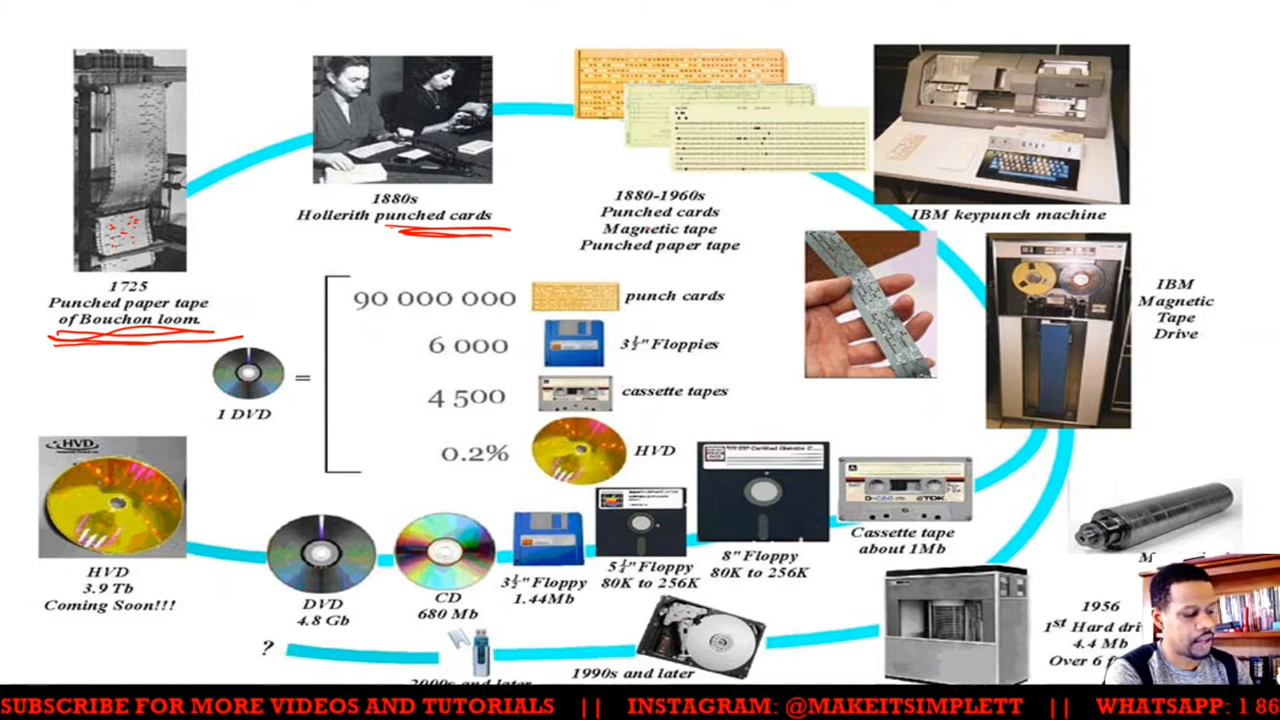 1725
Punched paper tape
of Bouchon loom.
1880s
Hollerith punched cards
1880-1960s
Punched cards
Magnetic tape
Punched paper tape
IBM keypunch machine
IBM
Magnetic
Tape
Drive
1 DVD
=
90 000 000
punch cards
6 000
3½" Floppies
4 500
cassette tapes
0.2%
HVD
HVD
HVD
3.9 Tb
Coming Soon!!!
DVD
4.8 Gb
CD
680 Mb
3½" Floppy
1.44Mb
5¼" Floppy
80K to 256K
8" Floppy
80K to 256K
A
D-C60
TDK
Cassette tape
about 1Mb
1956
1st Hard
4.4 Mb
Over 6
?
2000s and later
1990s and later
SUBSCRIBE FOR MORE VIDEOS AND TUTORIALS || INSTAGRAM: @MAKEITSIMPLETT || WHATSAPP: 1 86